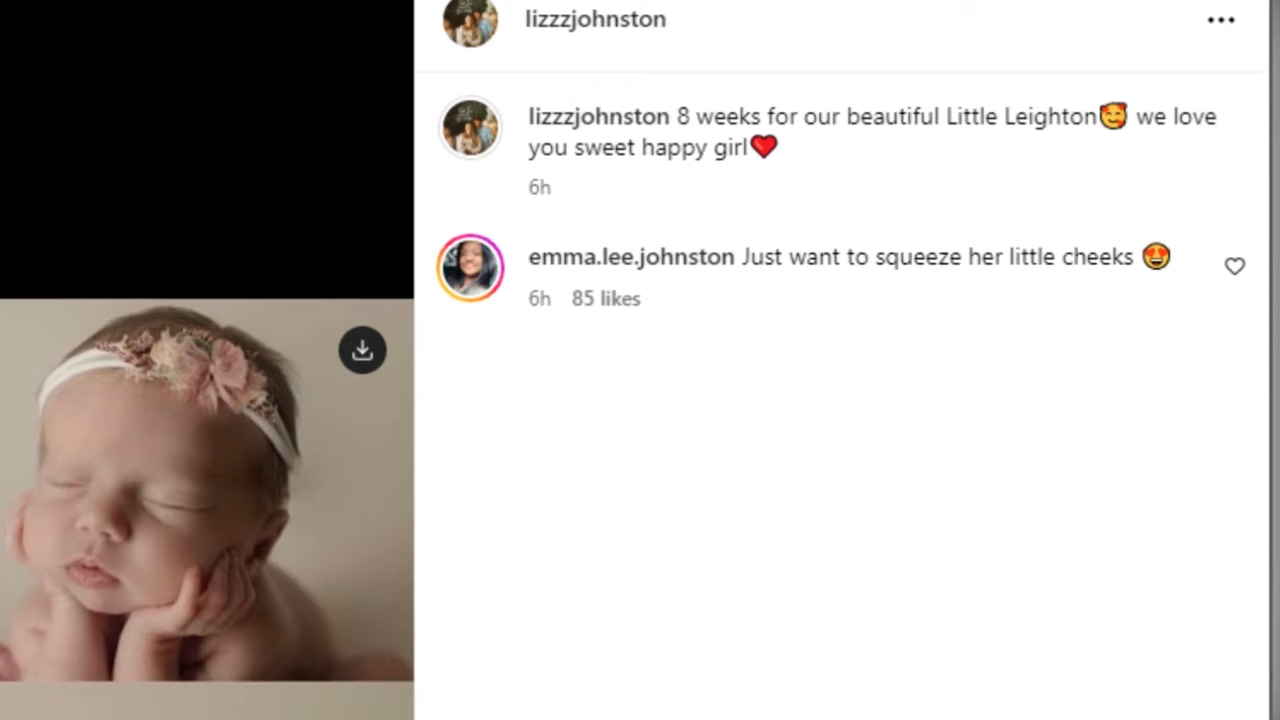 lizzzjohnston
lizzzjohnston 8 weeks for our beautiful Little Leighton🥰 we love
you sweet happy girl❤️
6h
emma.lee.johnston Just want to squeeze her little cheeks 😍
6h 85 likes